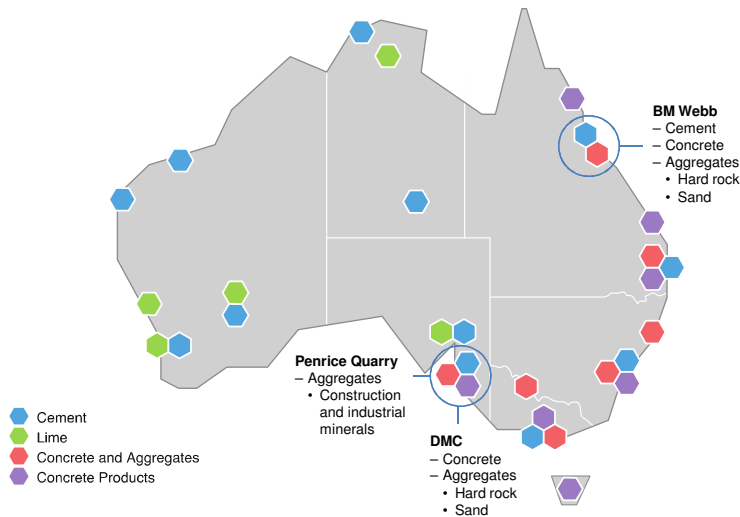 BM Webb
– Cement
– Concrete
– Aggregates
• Hard rock
• Sand
Penrice Quarry
– Aggregates
• Construction
and industrial
minerals
DMC
– Concrete
– Aggregates
• Hard rock
• Sand
Cement
Lime
Concrete and Aggregates
Concrete Products